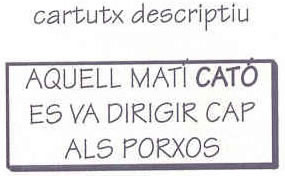 cartutx descriptiu
AQUELL MATÍ CATÓ
ES VA DIRIGIR CAP
ALS PORXOS